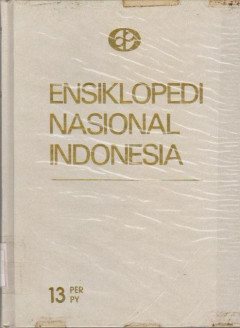 ENSIKLOPEDI
NASIONAL
INDONESIA
13 PER
PY